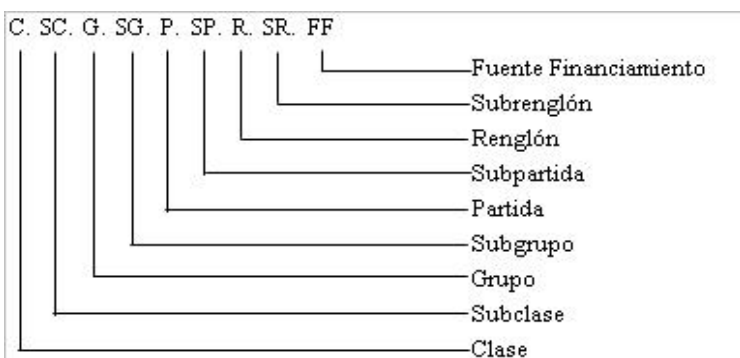 C. SC. G. SG. P. SP. R. SR. FF
Fuente Financiamiento
Subrenglón
Renglón
Subpartida
Partida
Subgrupo
Grupo
Subclase
Clase